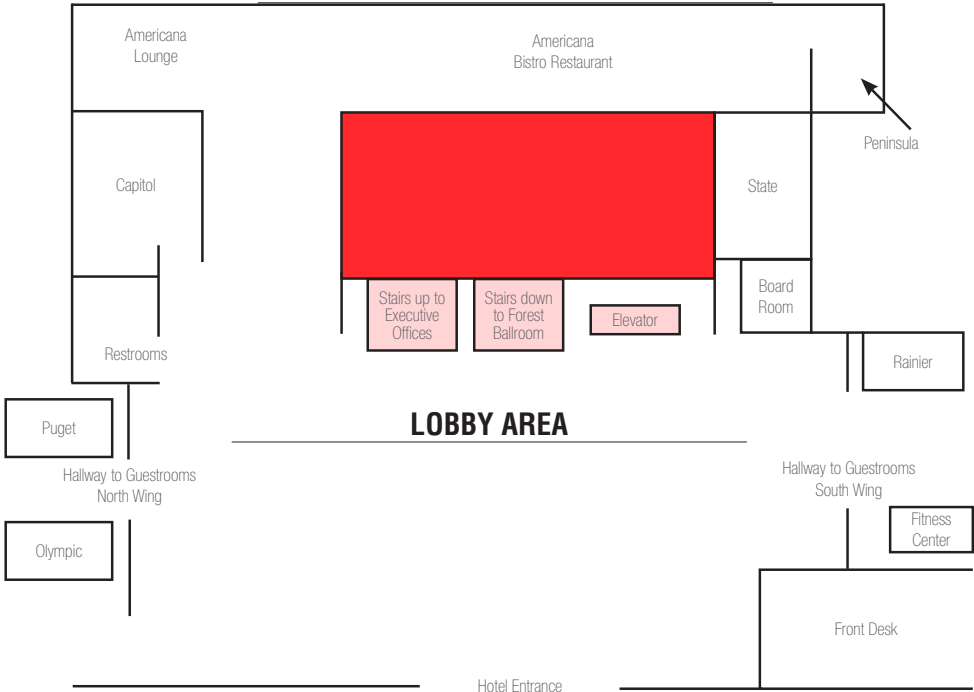 Americana
Lounge
Americana
Bistro Restaurant
Peninsula
Capitol
State
Stairs up to
Executive
Offices
Stairs down
to Forest
Ballroom
Elevator
Board
Room
Restrooms
Rainier
Puget
LOBBY AREA
Hallway to Guestrooms
North Wing
Hallway to Guestrooms
South Wing
Fitness
Center
Olympic
Front Desk
Hotel Entrance